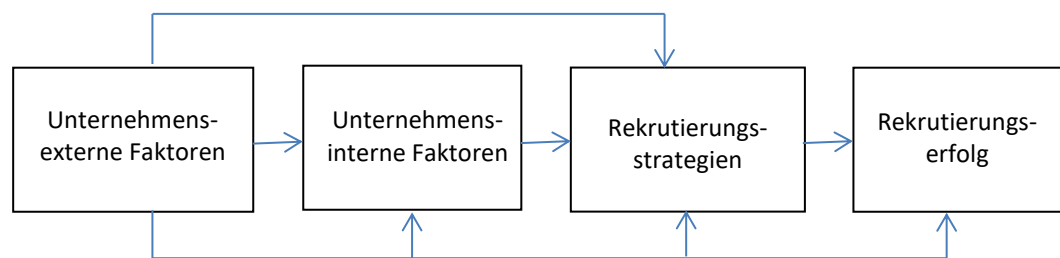 Unternehmens-
externe Faktoren
Unternehmens-
interne Faktoren
Rekrutierungs-
strategien
Rekrutierungs-
erfolg